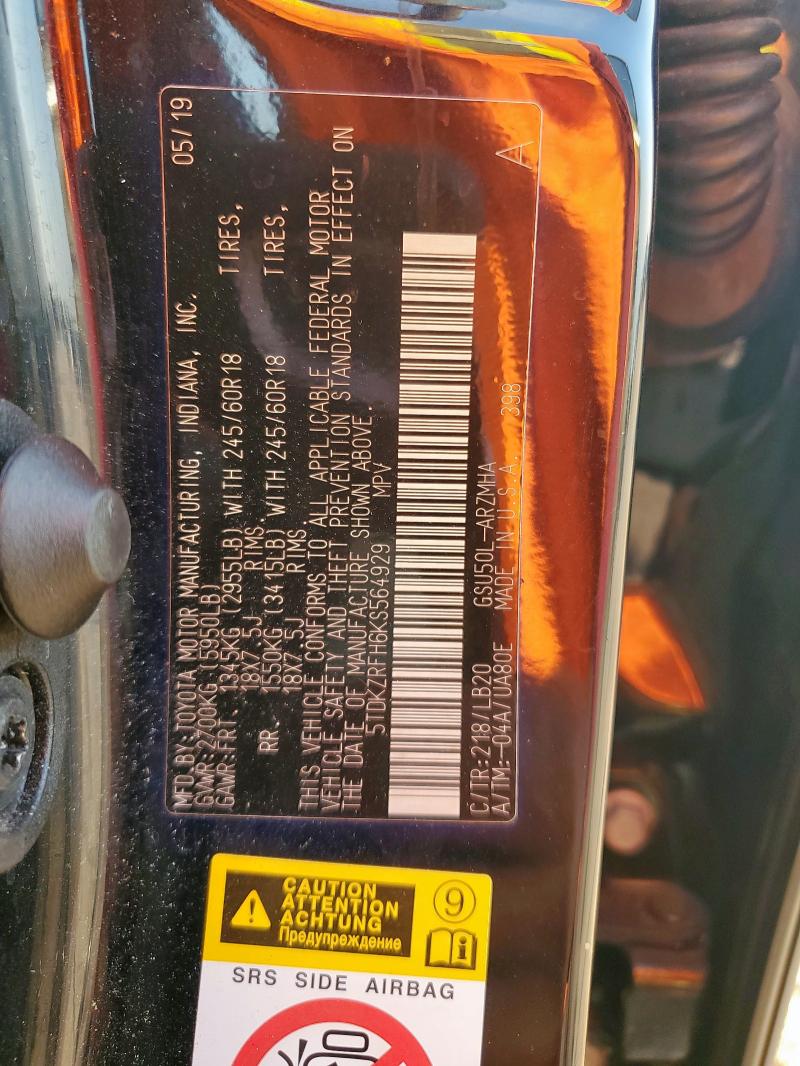 MFD.BY:TOYOTA MOTOR MANUFACTURING, INDIANA, INC. 05/19
GVWR:2700KG(5950LB)
GAWR:FRT. 1345KG(2955LB) WITH 245/60R18 TIRES,
18X7.5J RIMS.
RR. 1550KG(3415LB) WITH 245/60R18 TIRES,
18X7.5J RIMS.
THIS VEHICLE CONFORMS TO ALL APPLICABLE FEDERAL MOTOR
VEHICLE SAFETY AND THEFT PREVENTION STANDARDS IN EFFECT ON
THE DATE OF MANUFACTURE SHOWN ABOVE.
5TDKZRFH6KS564929 MPV
C/TR:218/LB20 GSU50L-ARZMHA
A/TM:-04A/UA80E MADE IN U.S.A. 398
A
CAUTION
ATTENTION
ACHTUNG
Предупреждение
9
i
SRS SIDE AIRBAG